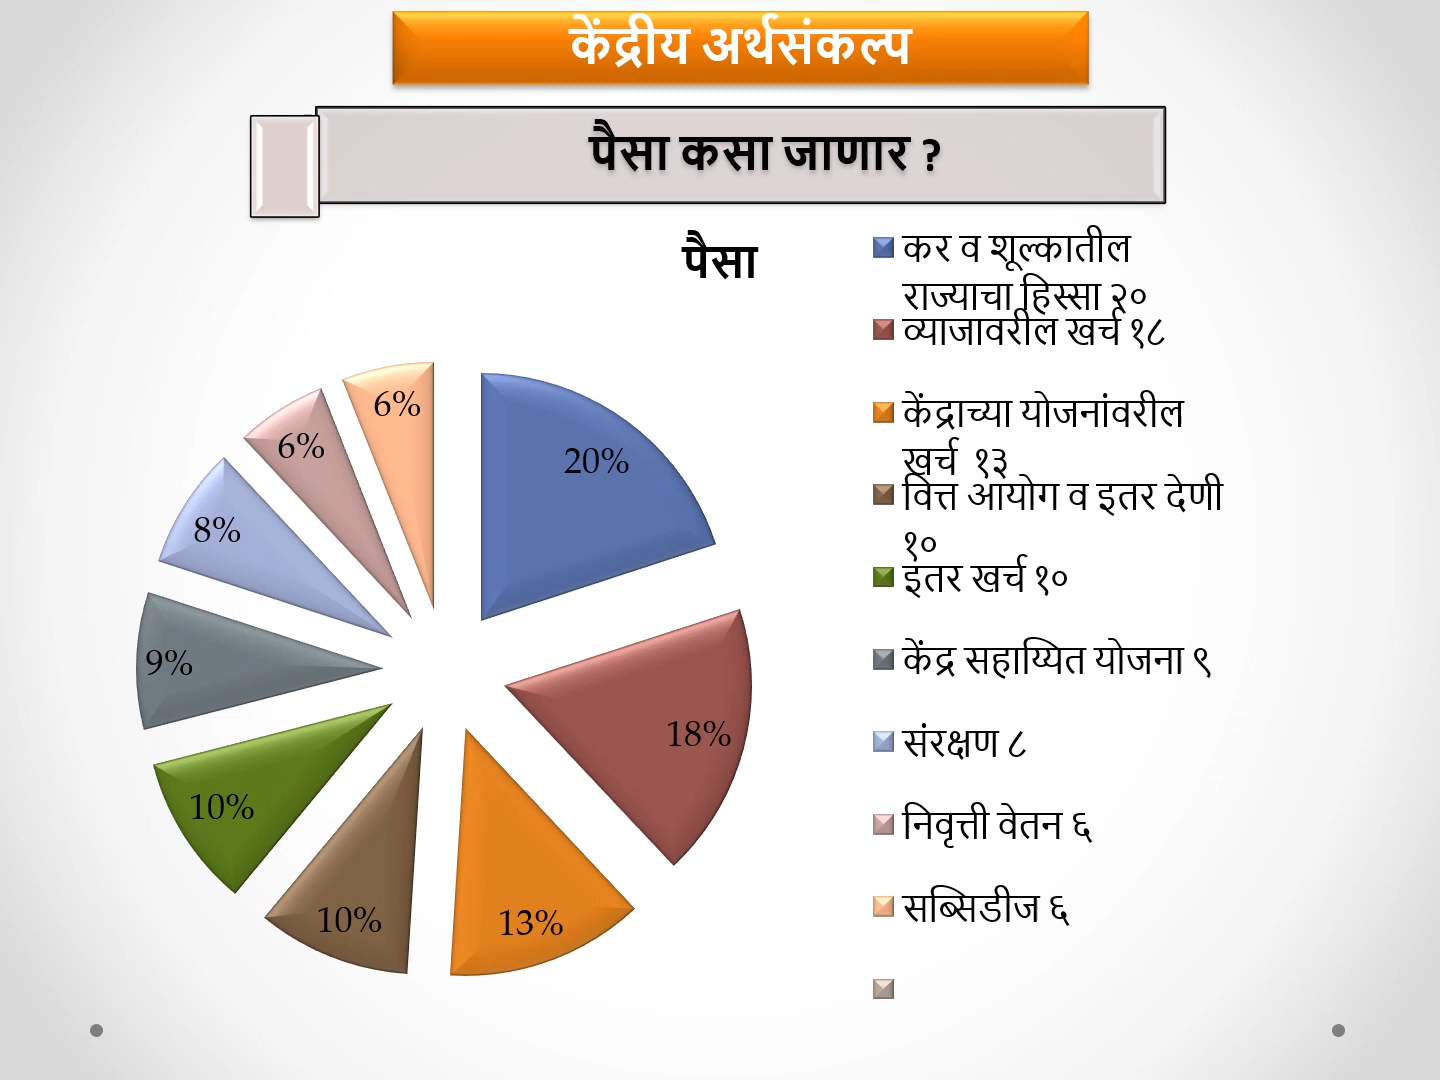 केंद्रीय अर्थसंकल्प
पैसा कसा जाणार ?
पैसा
कर व शूल्कातील
राज्याचा हिस्सा २०
व्याजावरील खर्च १८
केंद्राच्या योजनांवरील
खर्च १३
वित्त आयोग व इतर देणी
१०
इतर खर्च १०
केंद्र सहाय्यित योजना ९
संरक्षण ८
निवृत्ती वेतन ६
सब्सिडीज ६
20%
18%
13%
10%
10%
9%
8%
6%
6%